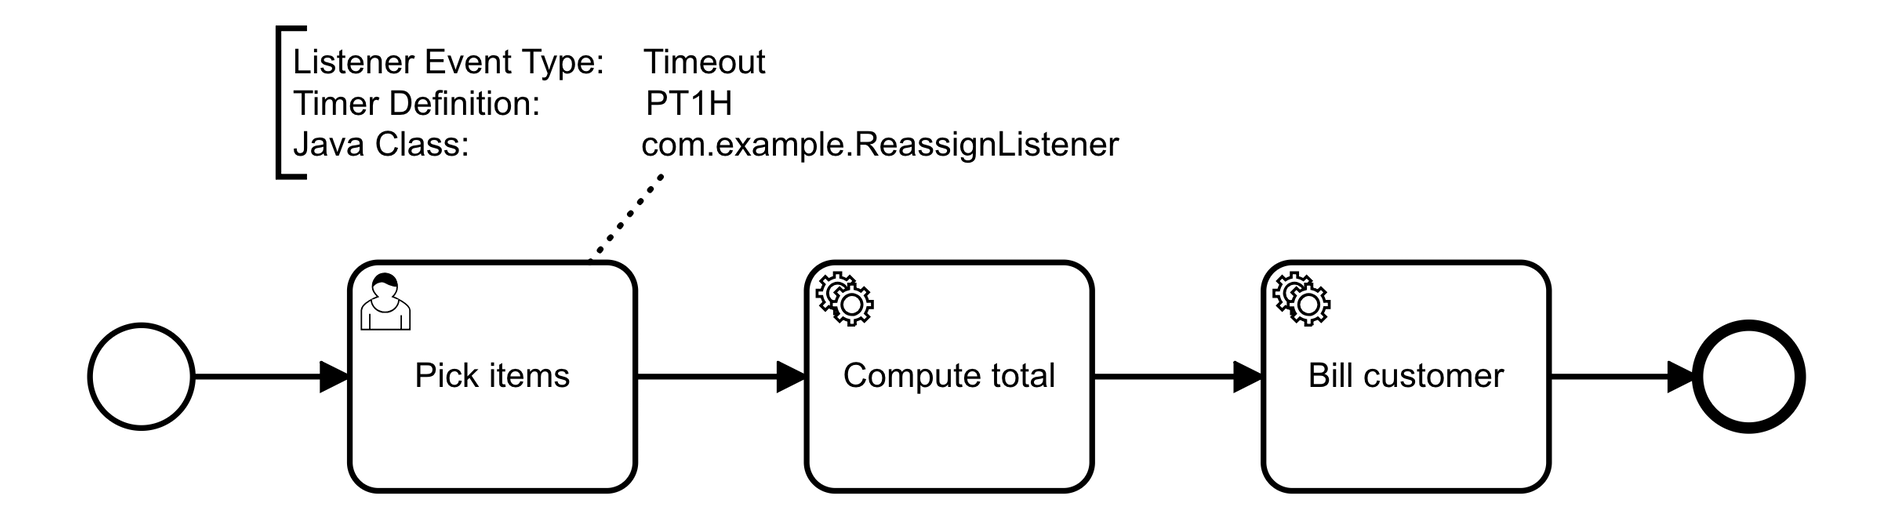 Listener Event Type: Timeout
Timer Definition: PT1H
Java Class: com.example.ReassignListener
Pick items
Compute total
Bill customer